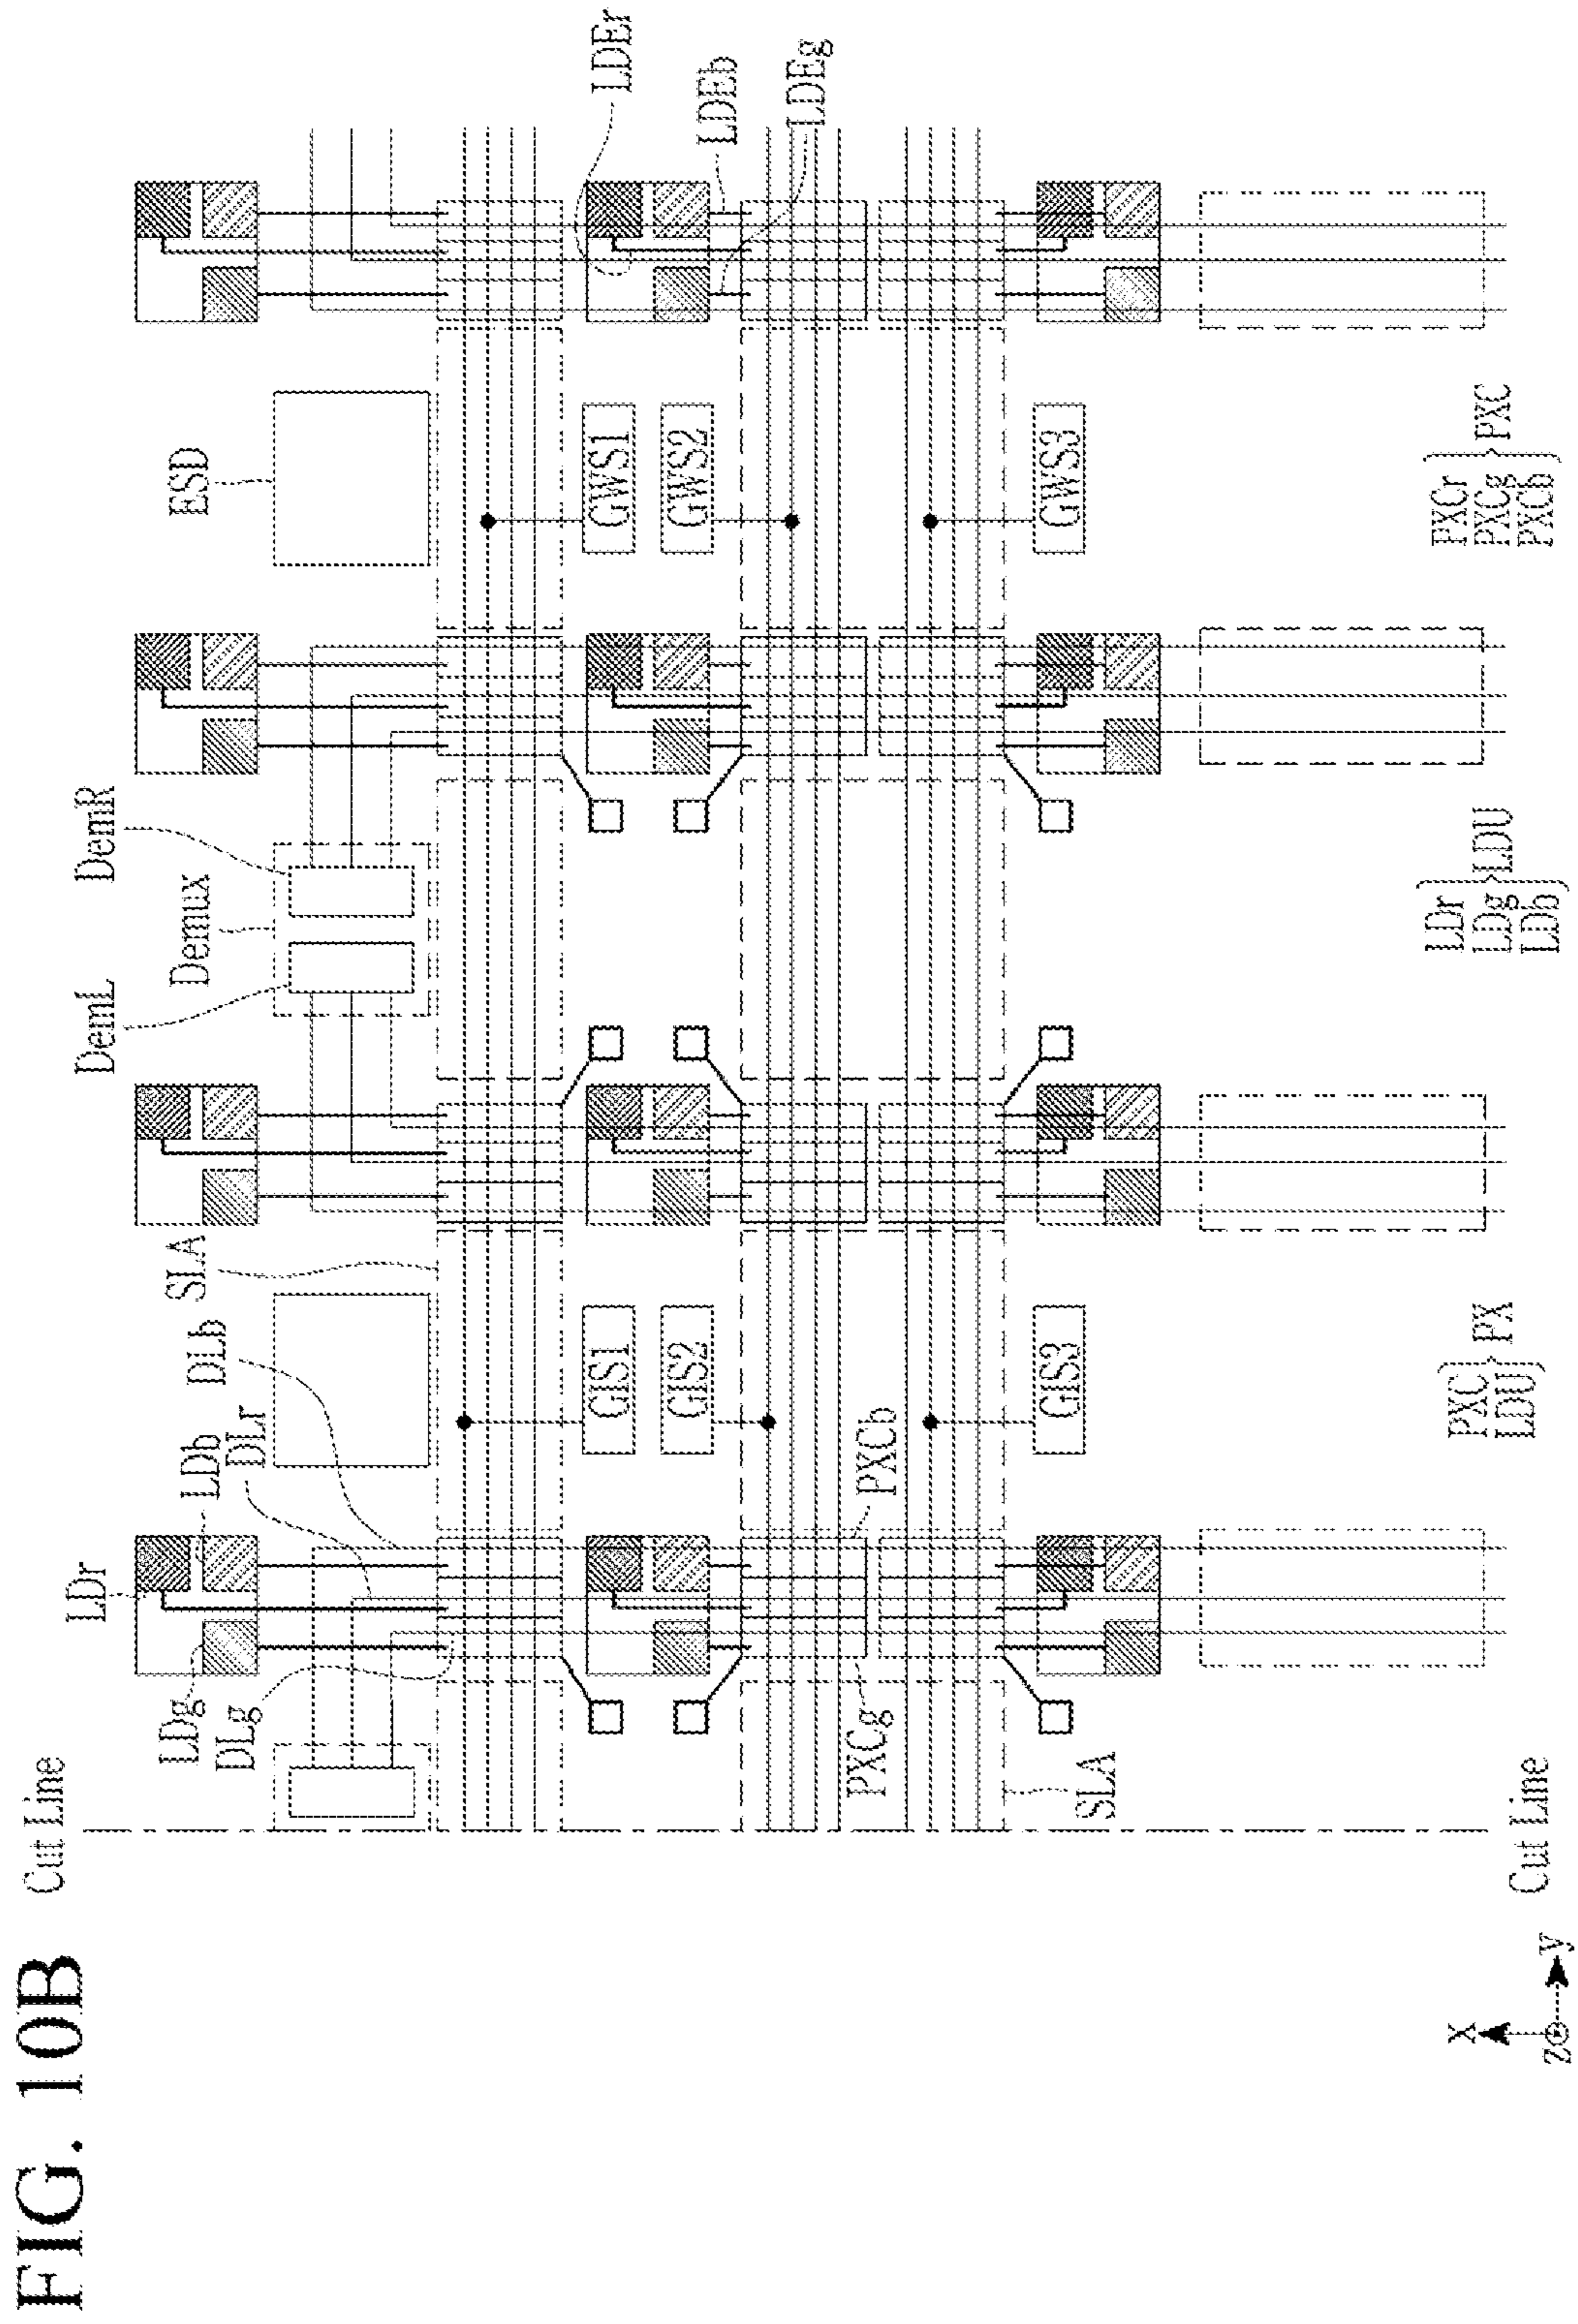 FIG. 10B
Cut Line
Cut Line
LDr
LDg
DLg
LDb
DLr
DLb
SLA
DemL
Demux
DemR
ESD
LDEr
LDEb
LDEg
GIS1
GIS2
GIS3
GWS1
GWS2
GWS3
PXCg
PXCb
SLA
PXC
LDU
PX
LDr
LDg
LDb
LDU
PXCr
PXCg
PXCb
PXC
x
y
z